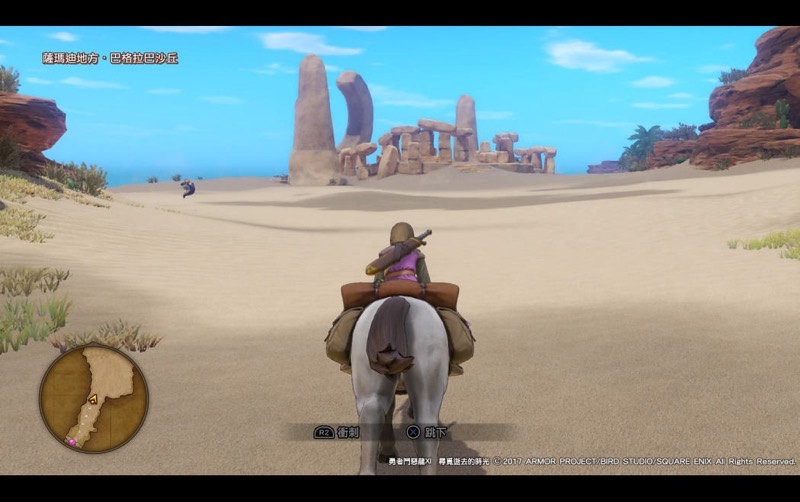 薩瑪迪地方・巴格拉巴沙丘
R2 衝刺 ✕ 跳下
勇者鬥惡龍XI 尋覓逝去的時光 ©2017 ARMOR PROJECT/BIRD STUDIO/SQUARE ENIX All Rights Reserved.